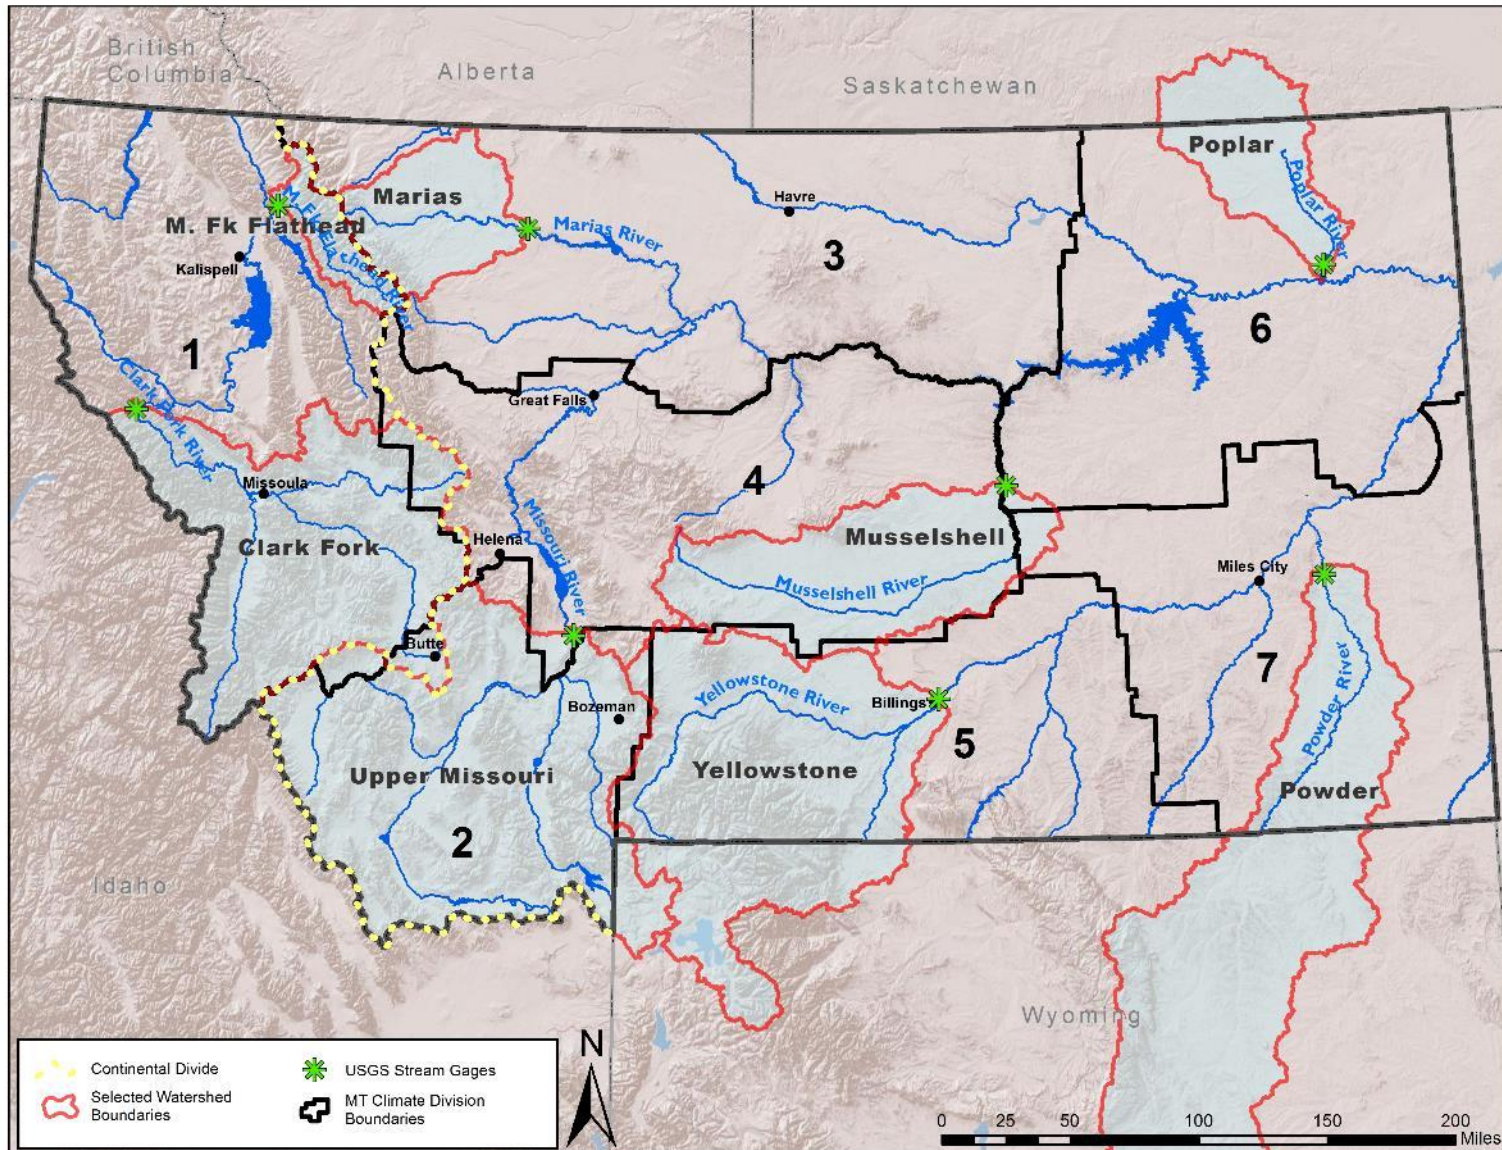 British
Columbia
Alberta
Saskatchewan
Poplar
Poplar River
Marias
M. Fk Flathead
M. Fk Flathead River
Marias River
Havre
Kalispell
3
1
6
Clark Fork River
Great Falls
4
Missoula
Missouri River
Clark Fork
Helena
Musselshell
Musselshell River
Miles City
Butte
7
Powder River
Bozeman
Yellowstone River
Billings
5
Upper Missouri
Yellowstone
Powder
2
Idaho
Wyoming
Continental Divide
USGS Stream Gages
Selected Watershed
Boundaries
MT Climate Division
Boundaries
N
0 25 50 100 150 200
Miles